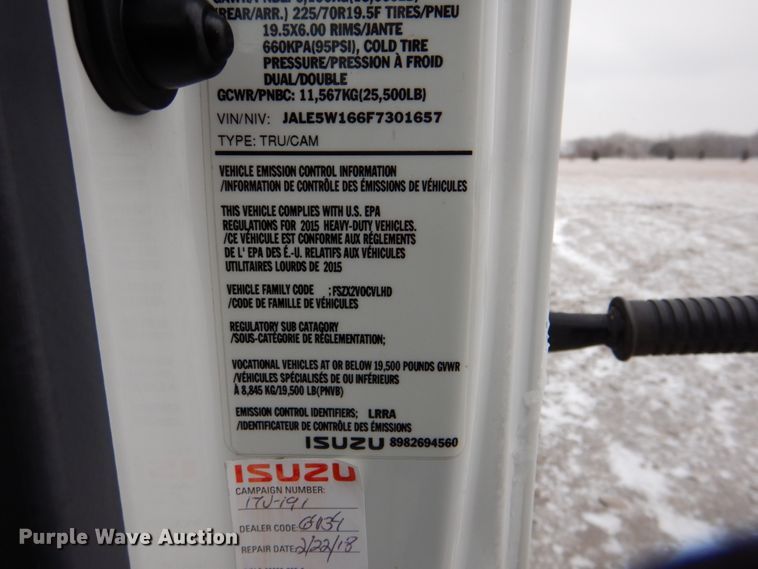 (REAR/ARR.) 225/70R19.5F TIRES/PNEU
19.5X6.00 RIMS/JANTE
660KPA(95PSI), COLD TIRE
PRESSURE/PRESSION À FROID
DUAL/DOUBLE
GCWR/PNBC: 11,567KG(25,500LB)
VIN/NIV: JALE5W166F7301657
TYPE: TRU/CAM
VEHICLE EMISSION CONTROL INFORMATION
/INFORMATION DE CONTRÔLE DES ÉMISSIONS DE VÉHICULES
THIS VEHICLE COMPLIES WITH U.S. EPA
REGULATIONS FOR 2015 HEAVY-DUTY VEHICLES.
/CE VÉHICULE EST CONFORME AUX RÉGLEMENTS
DE L' EPA DES É.-U. RELATIFS AUX VÉHICULES
UTILITAIRES LOURDS DE 2015
VEHICLE FAMILY CODE :FSZX2VOCVLHD
/CODE DE FAMILLE DE VÉHICULES
REGULATORY SUB CATAGORY
/SOUS-CATÉGORIE DE RÉGLEMENTATION;
VOCATIONAL VEHICLES AT OR BELOW 19,500 POUNDS GVWR
/VÉHICULES SPÉCIALISÉS DE OU INFÉRIEURS
À 8,845 KG/19,500 LB(PNVB)
EMISSION CONTROL IDENTIFIERS; LRRA
/IDENTIFICATEUR DE CONTRÔLE DES ÉMISSIONS
ISUZU 8982694560
ISUZU
CAMPAIGN NUMBER:
17V-191
DEALER CODE:
REPAIR DATE: 2/22/18
Purple Wave Auction